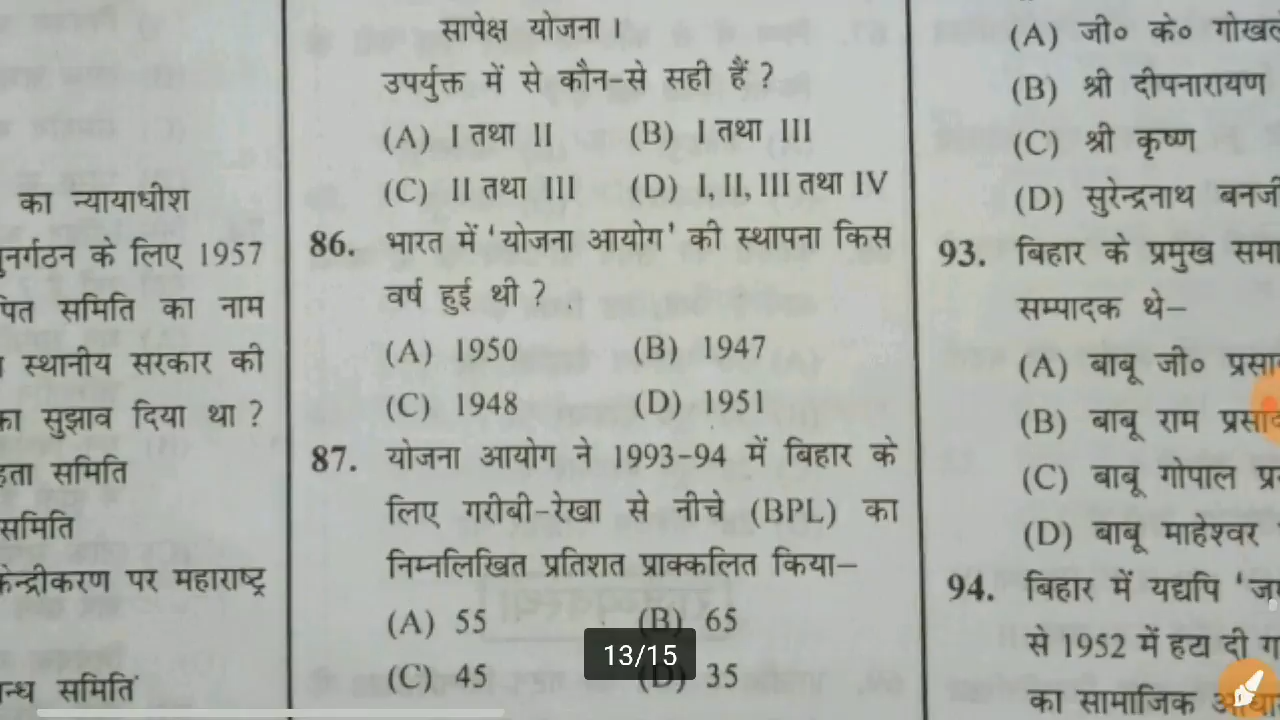 का न्यायाधीश
के लिए 1957
समिति का नाम
स्थानीय सरकार की
का सुझाव दिया था ?
समिति
समिति
पर महाराष्ट्र
समिति
सापेक्ष योजना ।
उपर्युक्त में से कौन-से सही हैं ?
(A) I तथा II (B) I तथा III
(C) II तथा III (D) I, II, III तथा IV
86. भारत में 'योजना आयोग' की स्थापना किस
वर्ष हुई थी ?
(A) 1950 (B) 1947
(C) 1948 (D) 1951
87. योजना आयोग ने 1993-94 में बिहार के
लिए गरीबी-रेखा से नीचे (BPL) का
निम्नलिखित प्रतिशत प्राक्कलित किया—
(A) 55 (B) 65
(C) 45 (D) 35
13/15
(A) जी० के०
(B) श्री दीपनारायण
(C) श्री कृष्ण
(D) सुरेन्द्रनाथ
93. बिहार के प्रमुख
सम्पादक थे—
(A) बाबू जी०
(B) बाबू राम
(C) बाबू गोपाल
(D) बाबू माहेश्वर
94. बिहार में यद्यपि
से 1952 में हटा दी
का सामाजिक